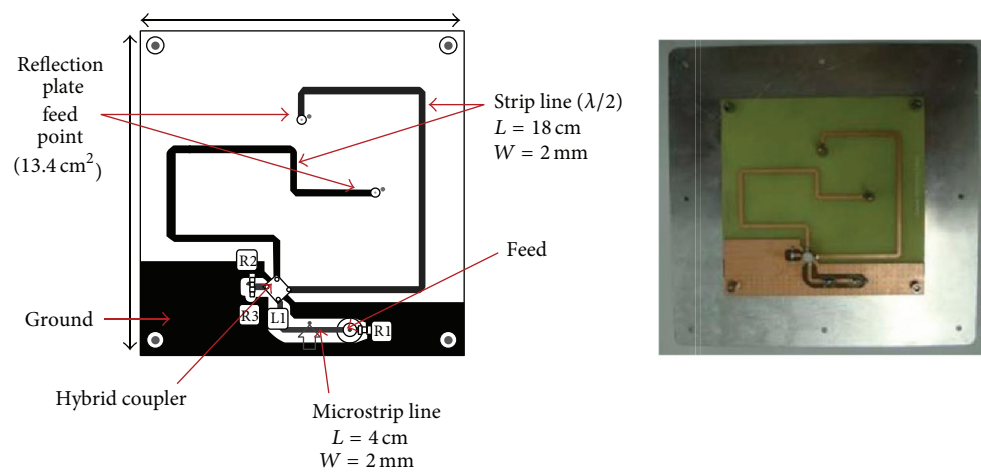 Reflection
plate
feed
point
(13.4 cm²)
Strip line (λ/2)
L = 18 cm
W = 2 mm
Feed
R2
R3
L1
R1
Ground
Hybrid coupler
Microstrip line
L = 4 cm
W = 2 mm